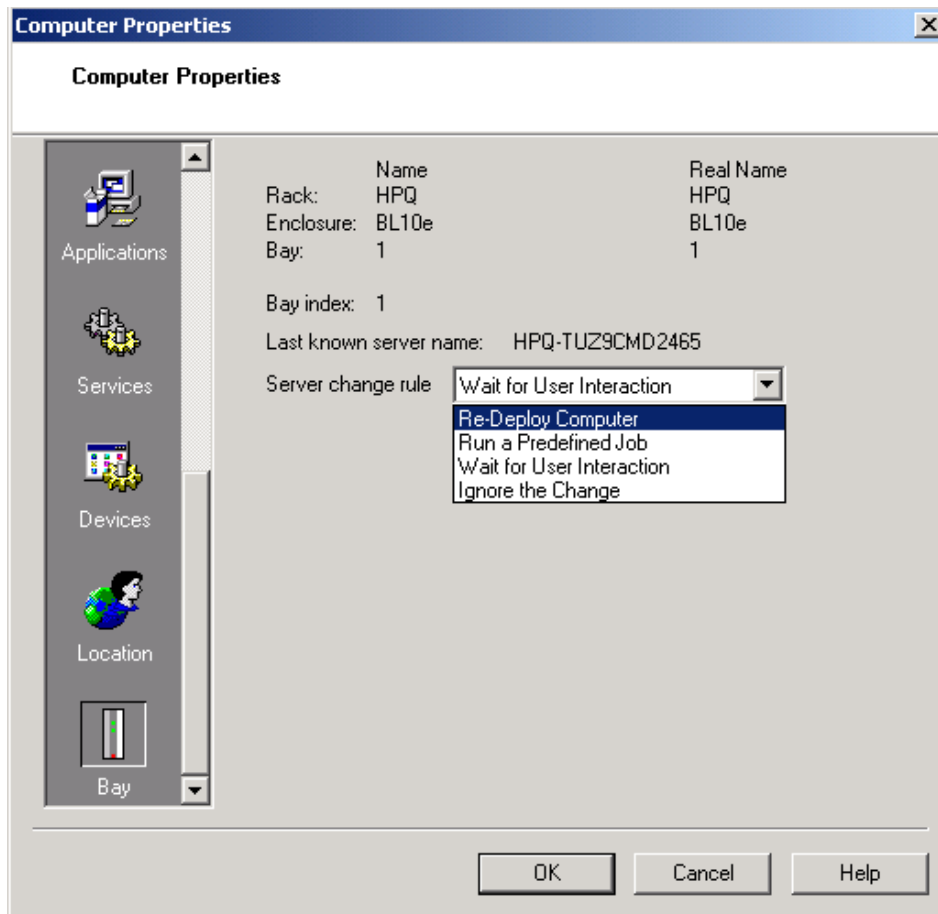 Computer Properties
Computer Properties
Applications
Services
Devices
Location
Bay
Name Real Name
Rack: HPQ HPQ
Enclosure: BL10e BL10e
Bay: 1 1
Bay index: 1
Last known server name: HPQ-TUZ9CMD2465
Server change rule Wait for User Interaction
Re-Deploy Computer
Run a Predefined Job
Wait for User Interaction
Ignore the Change
OK Cancel Help